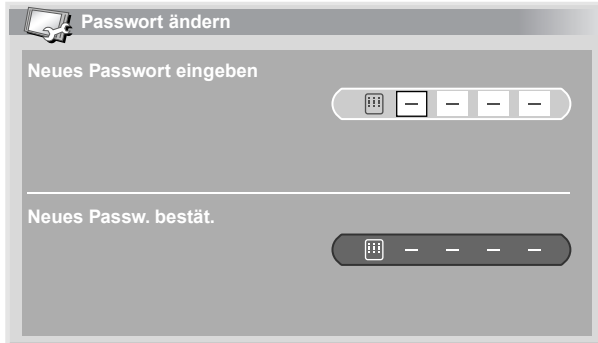 Passwort ändern
Neues Passwort eingeben
– – – –
Neues Passw. bestät.
– – – –